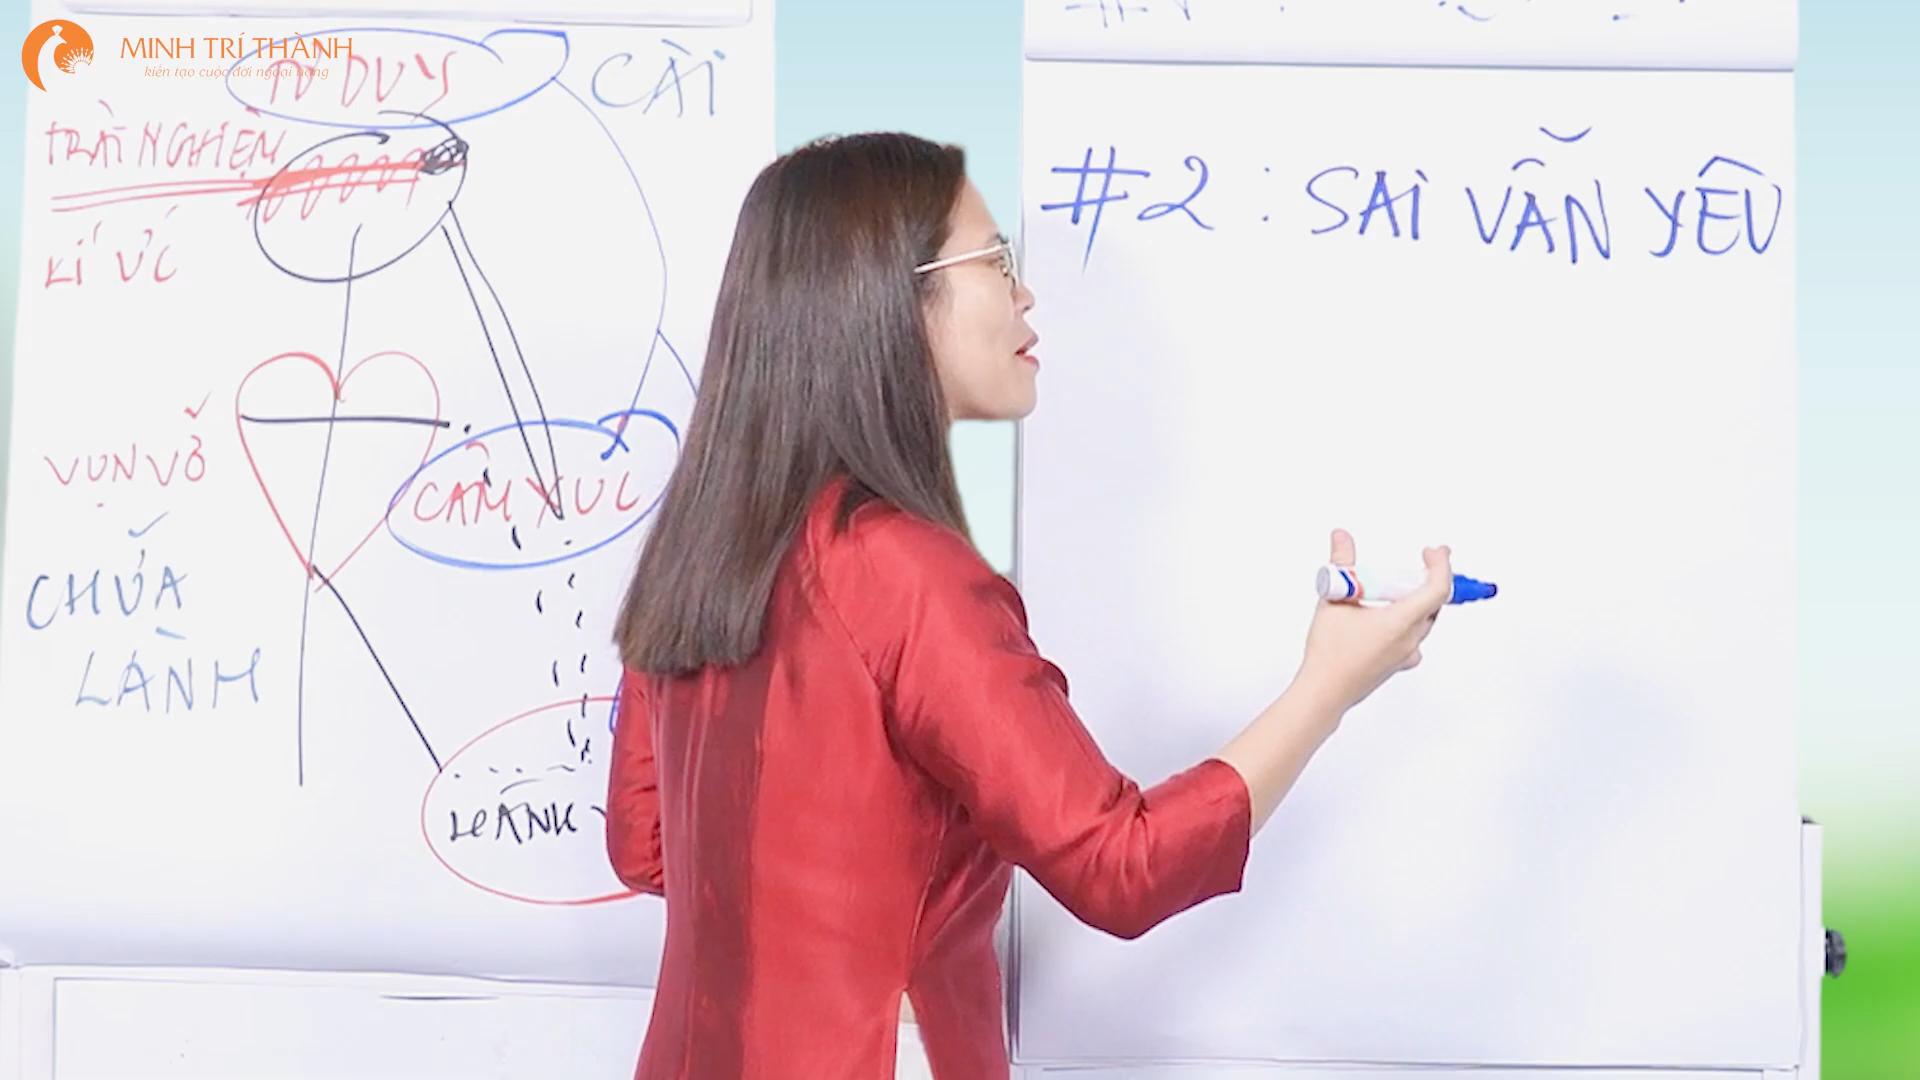 MINH TRÍ THÀNH
kiến tạo cuộc đời ngoại hạng
TƯ DUY
CÀI
TRẢI NGHIỆM
KÍ ỨC
VỤN VỠ
CẢM XÚC
CHỮA
LÀNH
HÀNH
#2 : SAI VẪN YÊU